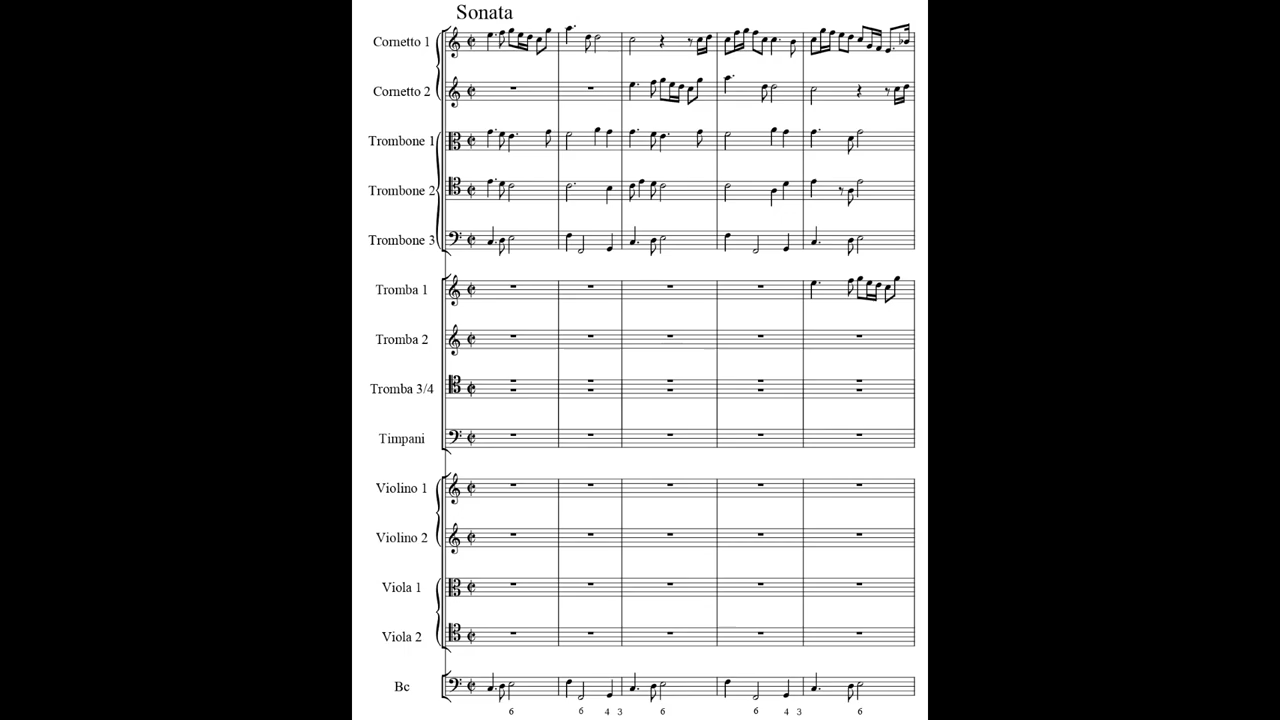 Sonata
Cornetto 1
Cornetto 2
Trombone 1
Trombone 2
Trombone 3
Tromba 1
Tromba 2
Tromba 3/4
Timpani
Violino 1
Violino 2
Viola 1
Viola 2
Bc
6 6 4 3 6 6 4 3 6